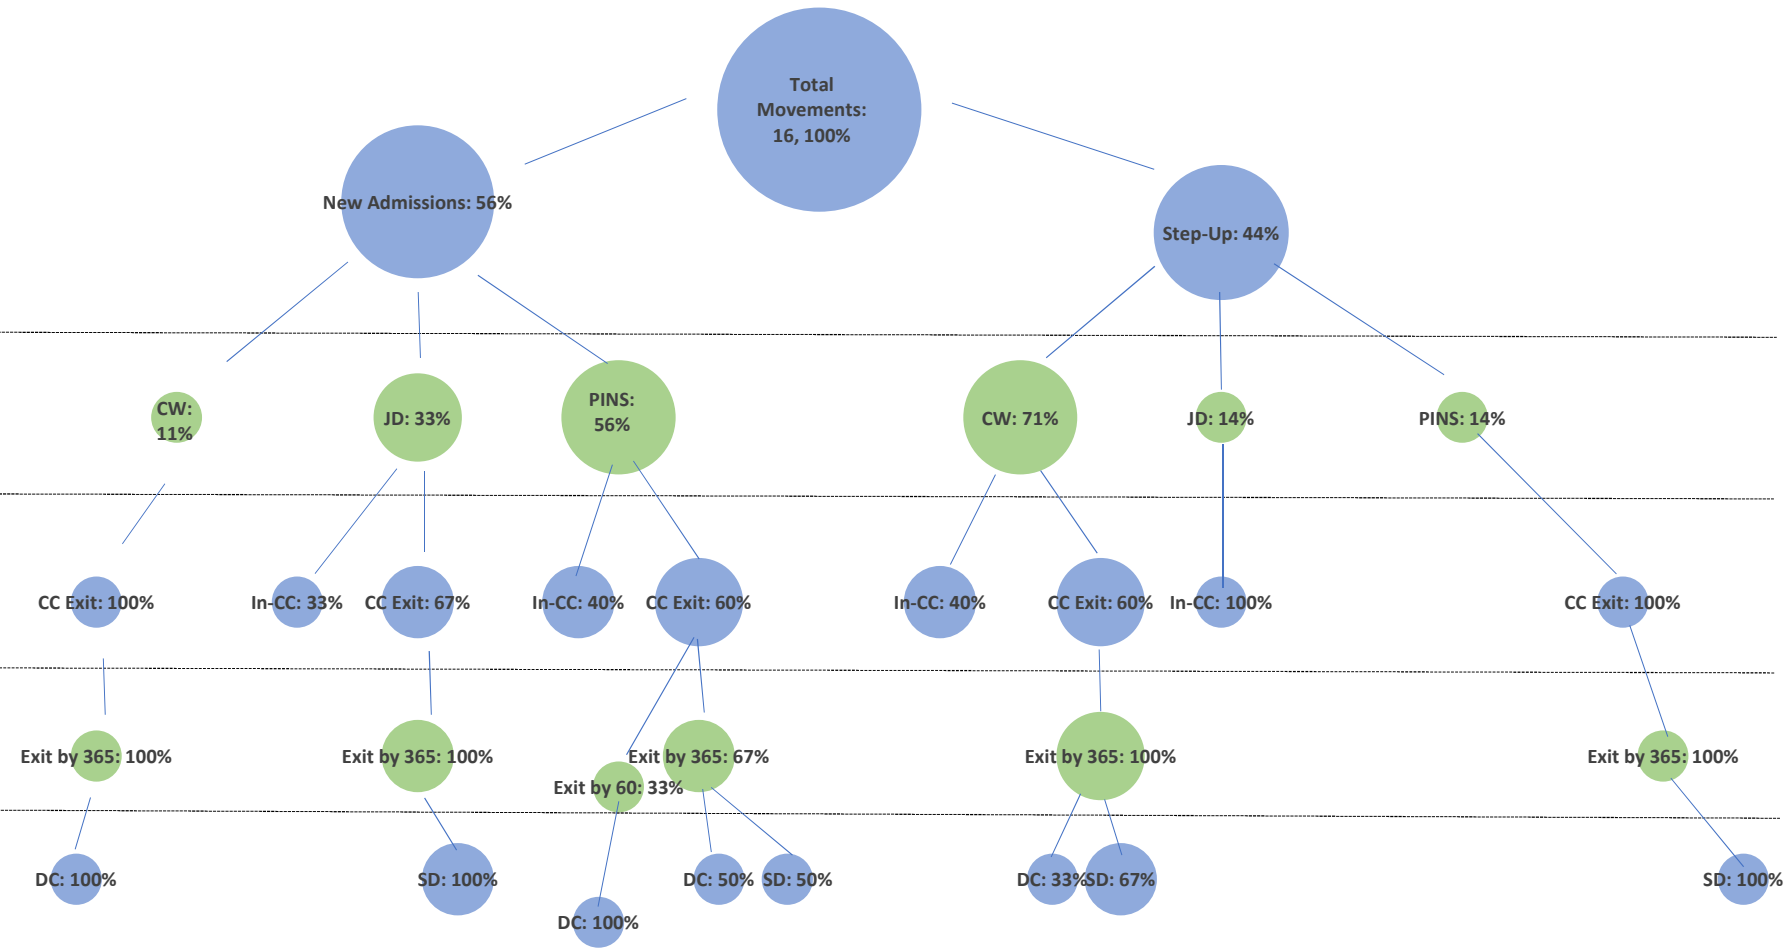 Total
Movements:
16, 100%
New Admissions: 56%
Step-Up: 44%
CW:
11%
JD: 33%
PINS:
56%
CW: 71%
JD: 14%
PINS: 14%
CC Exit: 100%
In-CC: 33%
CC Exit: 67%
In-CC: 40%
CC Exit: 60%
In-CC: 40%
CC Exit: 60%
In-CC: 100%
CC Exit: 100%
Exit by 365: 100%
Exit by 365: 100%
Exit by 365: 67%
Exit by 60: 33%
Exit by 365: 100%
Exit by 365: 100%
DC: 100%
SD: 100%
DC: 100%
DC: 50%
SD: 50%
DC: 33%
SD: 67%
SD: 100%